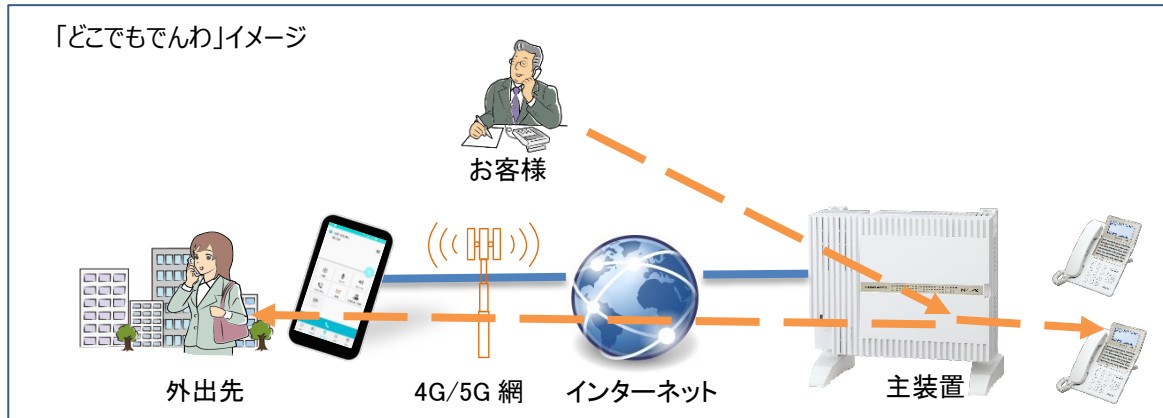 「どこでもでんわ」イメージ
お客様
外出先
4G/5G 網
インターネット
主装置